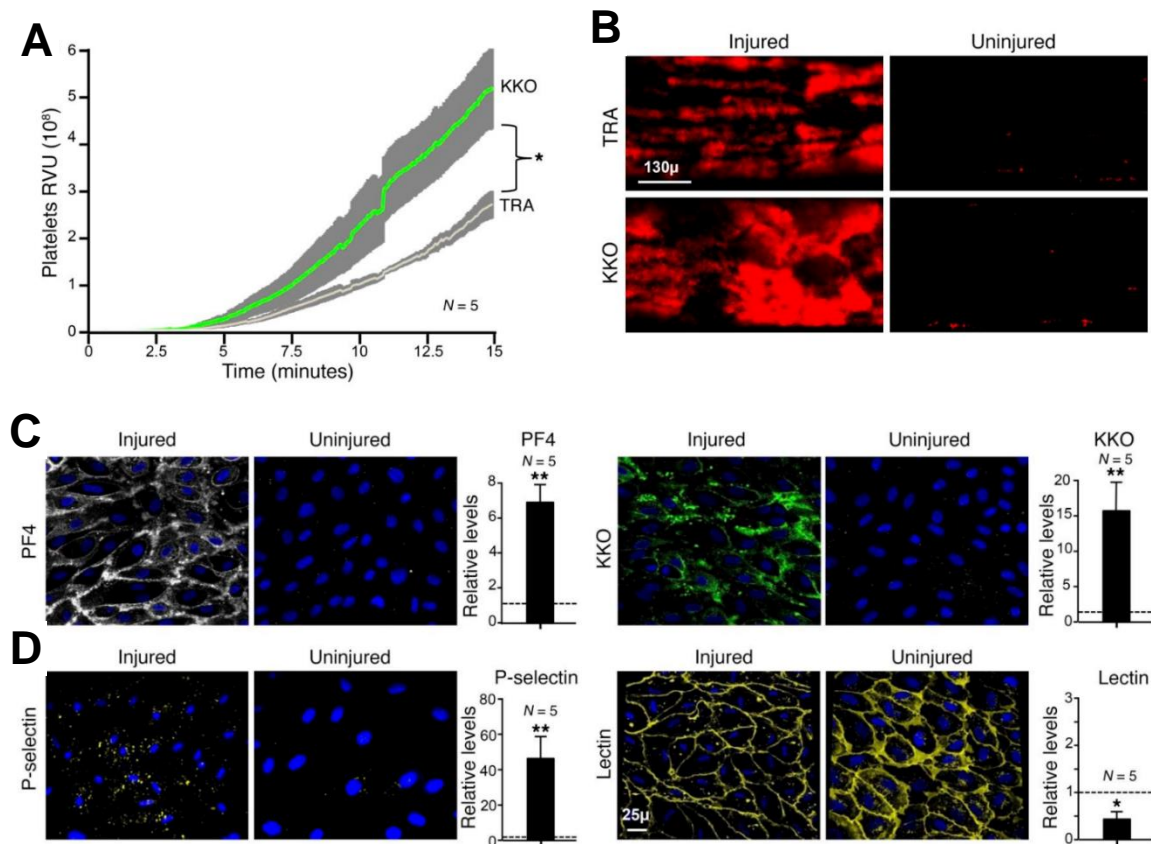 A
Platelets RVU (10⁸)
6
5
4
3
2
1
0
KKO
*
TRA
N = 5
0
2.5
5
7.5
10
12.5
15
Time (minutes)
B
Injured
Uninjured
TRA
130µ
KKO
C
Injured
Uninjured
PF4
PF4
N = 5
**
Relative levels
8
6
4
2
0
Injured
Uninjured
KKO
KKO
N = 5
**
Relative levels
20
15
10
5
0
D
Injured
Uninjured
P-selectin
P-selectin
N = 5
**
Relative levels
80
60
40
20
0
Injured
Uninjured
Lectin
25µ
Lectin
N = 5
*
Relative levels
3
2
1
0